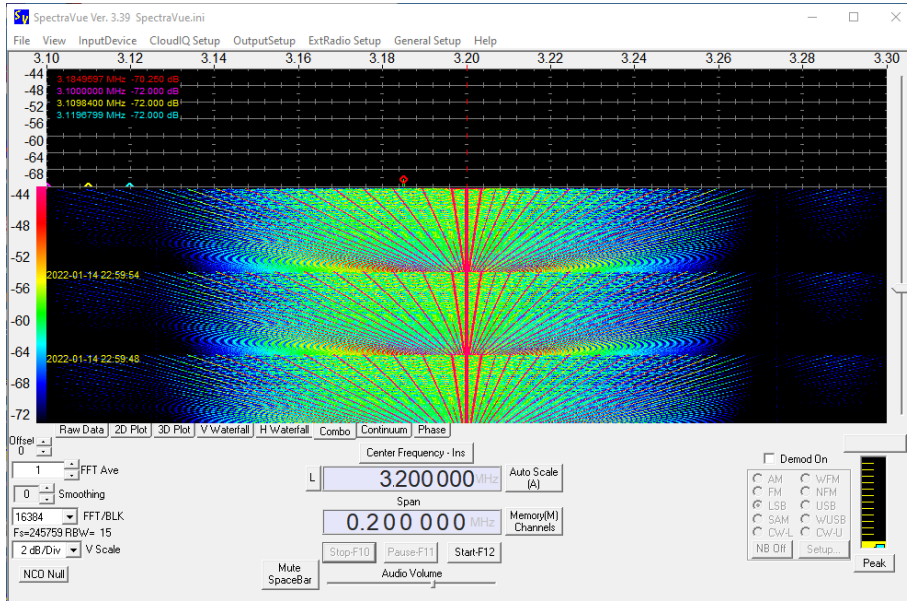 SpectraVue Ver. 3.39 SpectraVue.ini
File View InputDevice CloudIQ Setup OutputSetup ExtRadio Setup General Setup Help
3.10 3.12 3.14 3.16 3.18 3.20 3.22 3.24 3.26 3.28 3.30
-44
3.1849697 MHz -70.250 dB
-48
3.1000000 MHz -72.000 dB
3.1098400 MHz -72.000 dB
-52
3.1196799 MHz -72.000 dB
-56
-60
-64
-68
-44
-48
-52
2022-01-14 22:59:54
-56
-60
-64
2022-01-14 22:59:48
-68
-72
Raw Data 2D Plot 3D Plot V Waterfall H Waterfall Combo Continuum Phase
Offset
0
Center Frequency - Ins
1 FFT Ave
L 3.200 000 MHz Auto Scale (A)
0 Smoothing
Span
16384 FFT/BLK
0.200 000 MHz Memory(M) Channels
Fs=245759 RBW= 15
2 dB/Div V Scale
Stop-F10 Pause-F11 Start-F12
NCO Null
Mute SpaceBar
Audio Volume
Demod On
AM WFM
FM NFM
LSB USB
SAM WUSB
CW-L CW-U
NB Off Setup...
Peak